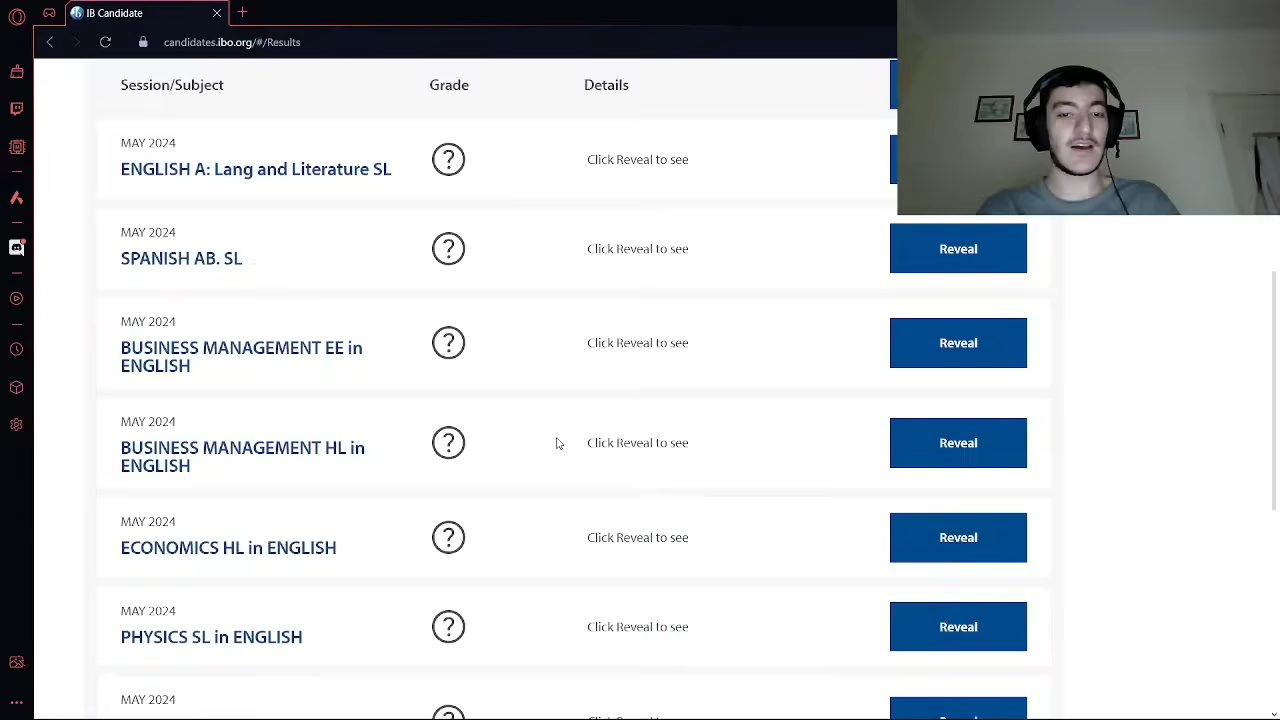 IB Candidate
candidates.ibo.org/#/Results
Session/Subject Grade Details
MAY 2024
ENGLISH A: Lang and Literature SL
? Click Reveal to see
MAY 2024
SPANISH AB. SL
? Click Reveal to see Reveal
MAY 2024
BUSINESS MANAGEMENT EE in
ENGLISH
? Click Reveal to see Reveal
MAY 2024
BUSINESS MANAGEMENT HL in
ENGLISH
? Click Reveal to see Reveal
MAY 2024
ECONOMICS HL in ENGLISH
? Click Reveal to see Reveal
MAY 2024
PHYSICS SL in ENGLISH
? Click Reveal to see Reveal
MAY 2024